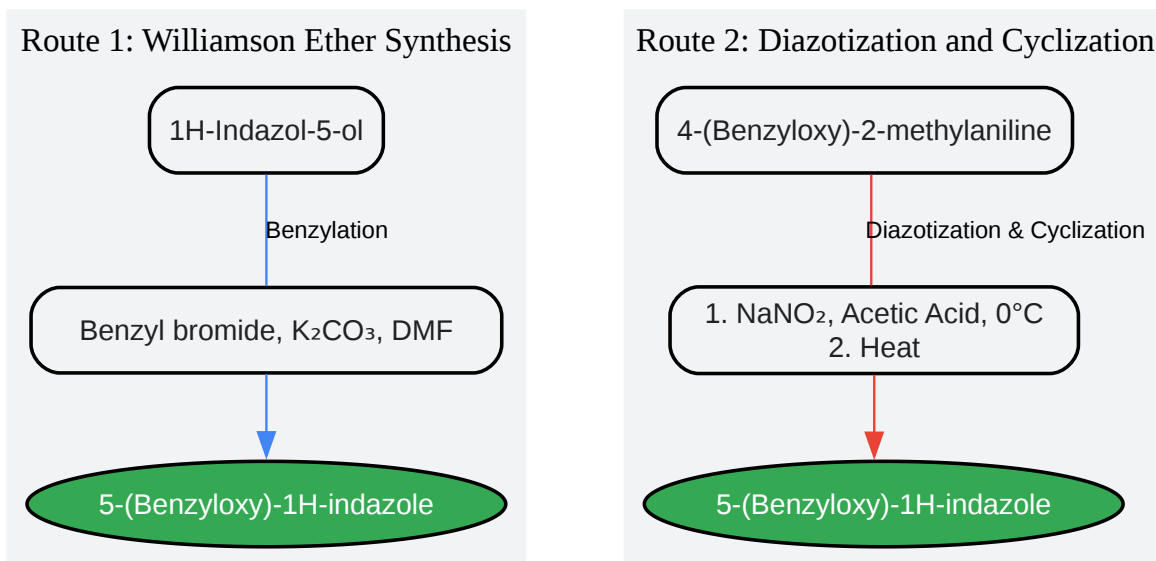 Route 1: Williamson Ether Synthesis
1H-Indazol-5-ol
Benzylation
Benzyl bromide, K₂CO₃, DMF
5-(Benzyloxy)-1H-indazole
Route 2: Diazotization and Cyclization
4-(Benzyloxy)-2-methylaniline
Diazotization & Cyclization
1. NaNO₂, Acetic Acid, 0°C
2. Heat
5-(Benzyloxy)-1H-indazole